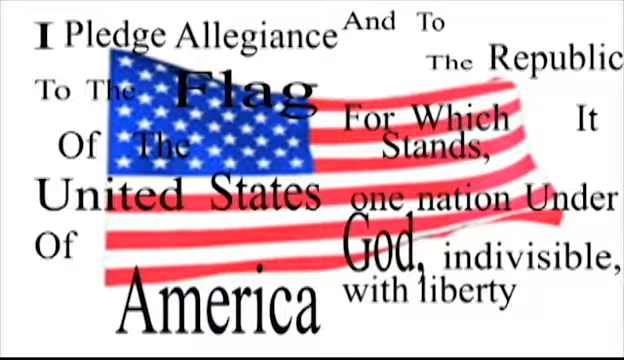 I Pledge Allegiance
To The Flag
Of The
United States
Of
America
And To
The Republic
For Which It
Stands,
one nation Under
God, indivisible,
with liberty